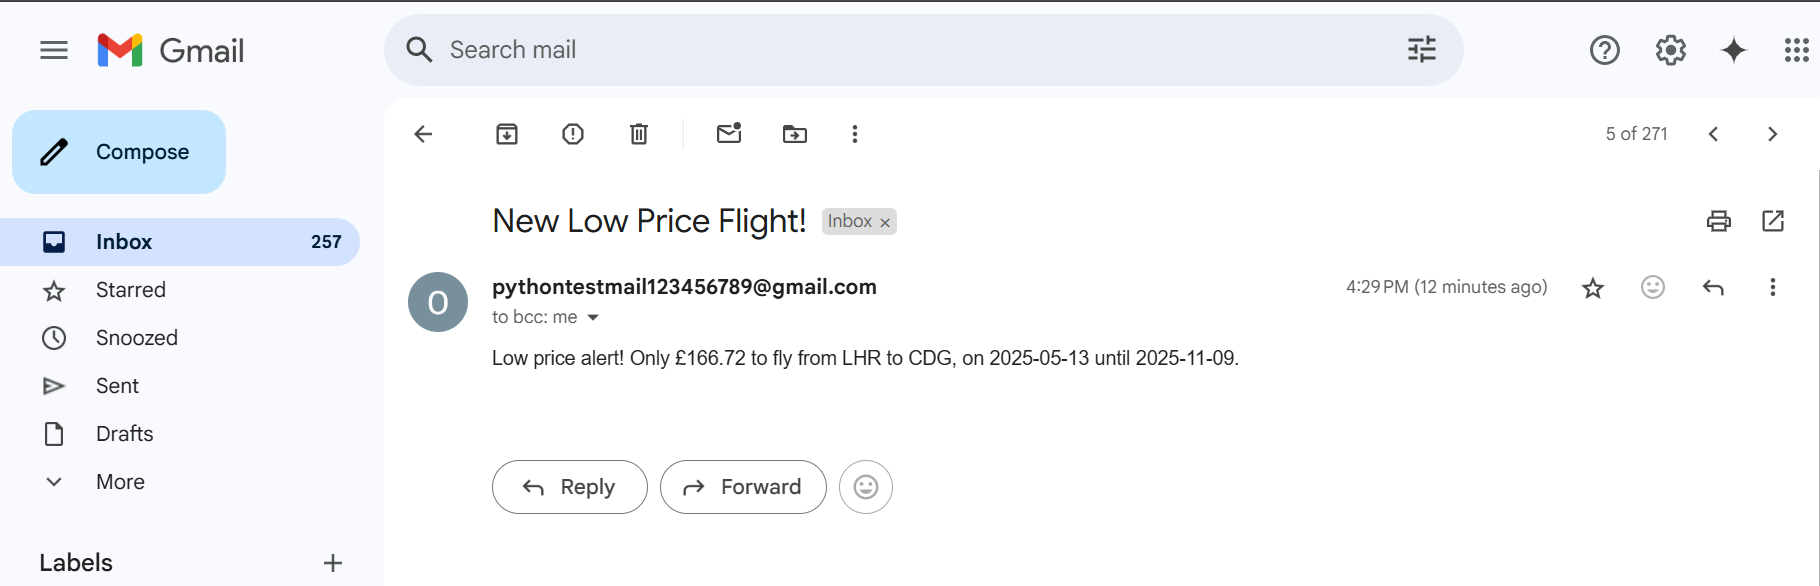 Gmail
Search mail
Compose
5 of 271
New Low Price Flight! Inbox ×
Inbox 257
pythontestmail123456789@gmail.com 4:29 PM (12 minutes ago)
O
Starred
to bcc: me
Snoozed
Low price alert! Only £166.72 to fly from LHR to CDG, on 2025-05-13 until 2025-11-09.
Sent
Drafts
More
Reply Forward
Labels +